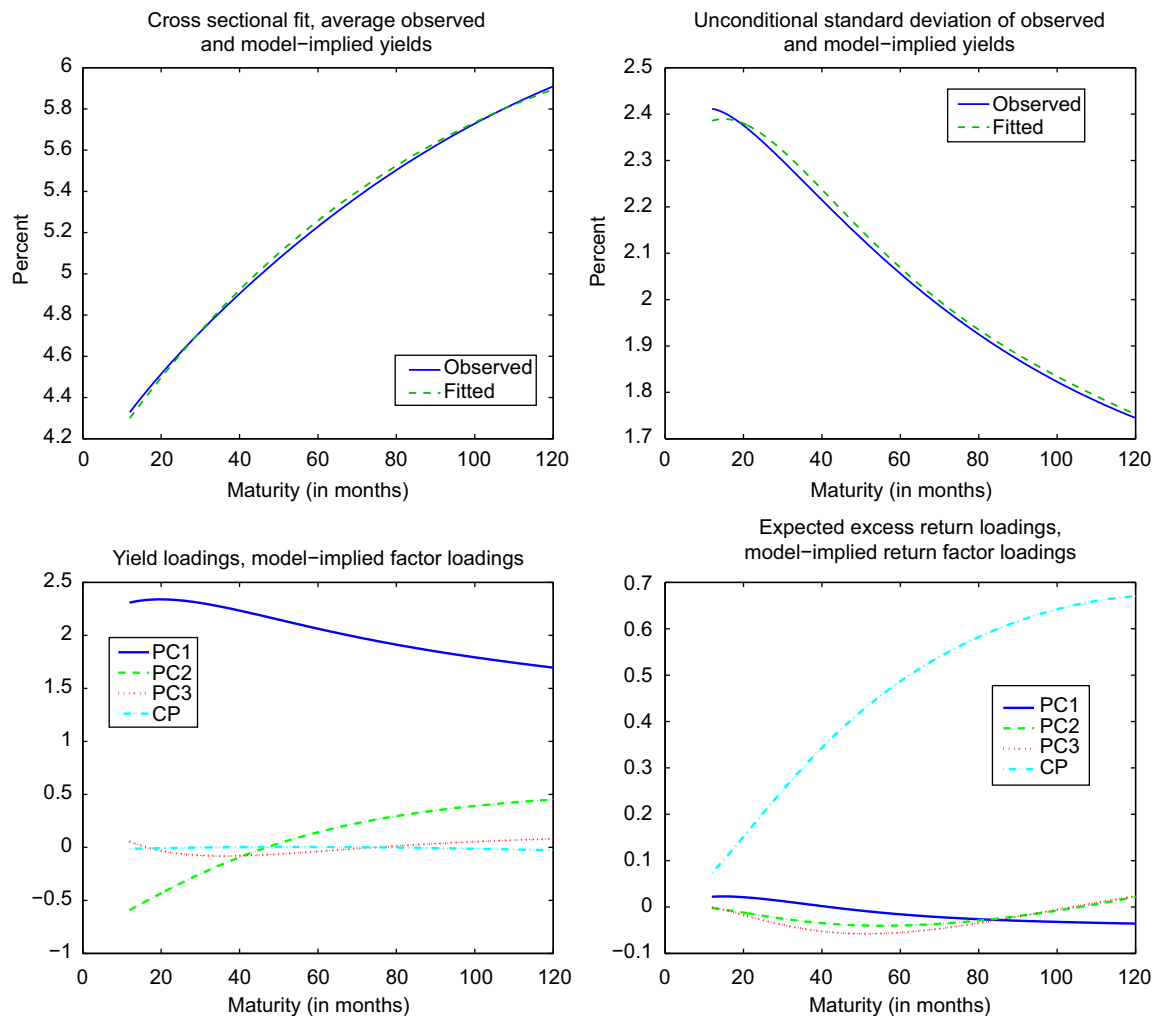 Cross sectional fit, average observed
and model−implied yields
6
5.8
5.6
5.4
5.2
5
4.8
4.6
4.4
4.2
Percent
Observed
Fitted
0 20 40 60 80 100 120
Maturity (in months)
Unconditional standard deviation of observed
and model−implied yields
2.5
2.4
2.3
2.2
2.1
2
1.9
1.8
1.7
Percent
Observed
Fitted
0 20 40 60 80 100 120
Maturity (in months)
Yield loadings, model−implied factor loadings
2.5
2
1.5
1
0.5
0
−0.5
−1
PC1
PC2
PC3
CP
0 20 40 60 80 100 120
Maturity (in months)
Expected excess return loadings,
model−implied return factor loadings
0.7
0.6
0.5
0.4
0.3
0.2
0.1
0
−0.1
PC1
PC2
PC3
CP
0 20 40 60 80 100 120
Maturity (in months)